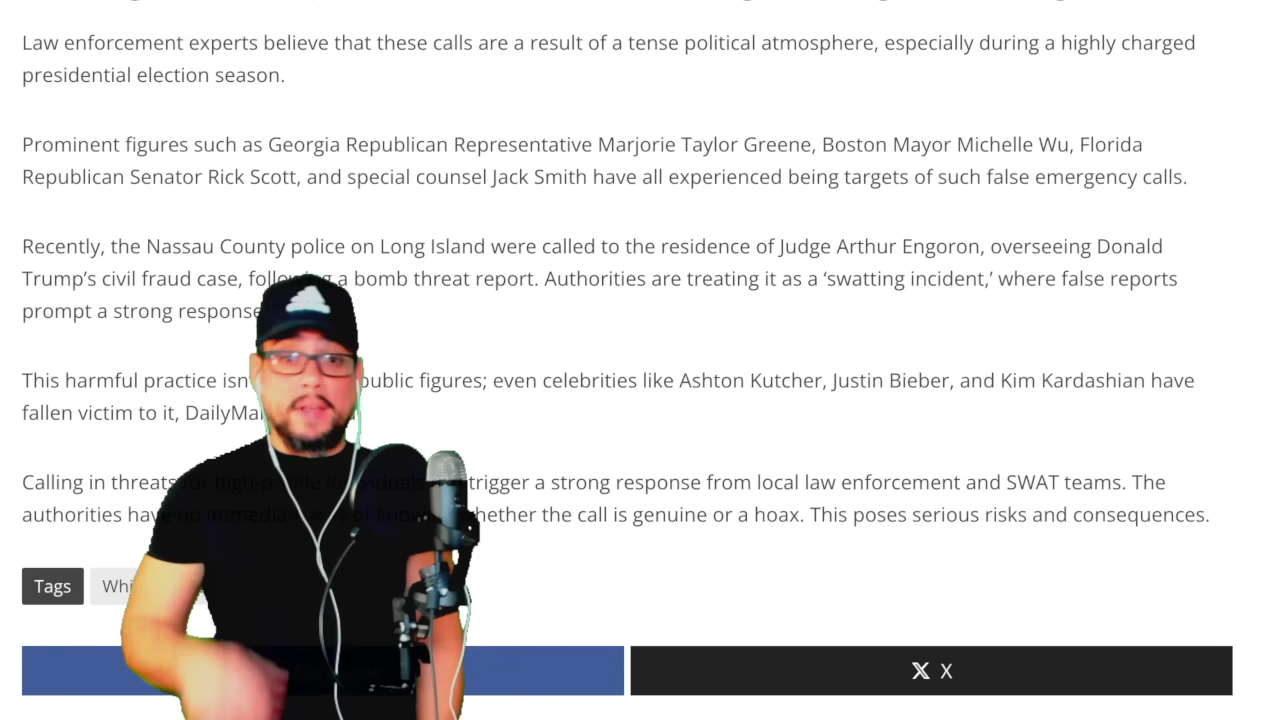 Law enforcement experts believe that these calls are a result of a tense political atmosphere, especially during a highly charged
presidential election season.
Prominent figures such as Georgia Republican Representative Marjorie Taylor Greene, Boston Mayor Michelle Wu, Florida
Republican Senator Rick Scott, and special counsel Jack Smith have all experienced being targets of such false emergency calls.
Recently, the Nassau County police on Long Island were called to the residence of Judge Arthur Engoron, overseeing Donald
Trump’s civil fraud case, following a bomb threat report. Authorities are treating it as a ‘swatting incident,’ where false reports
prompt a strong response
This harmful practice public figures; even celebrities like Ashton Kutcher, Justin Bieber, and Kim Kardashian have
fallen victim to it,
Calling in threats for trigger a strong response from local law enforcement and SWAT teams. The
authorities have no whether the call is genuine or a hoax. This poses serious risks and consequences.
Tags
X